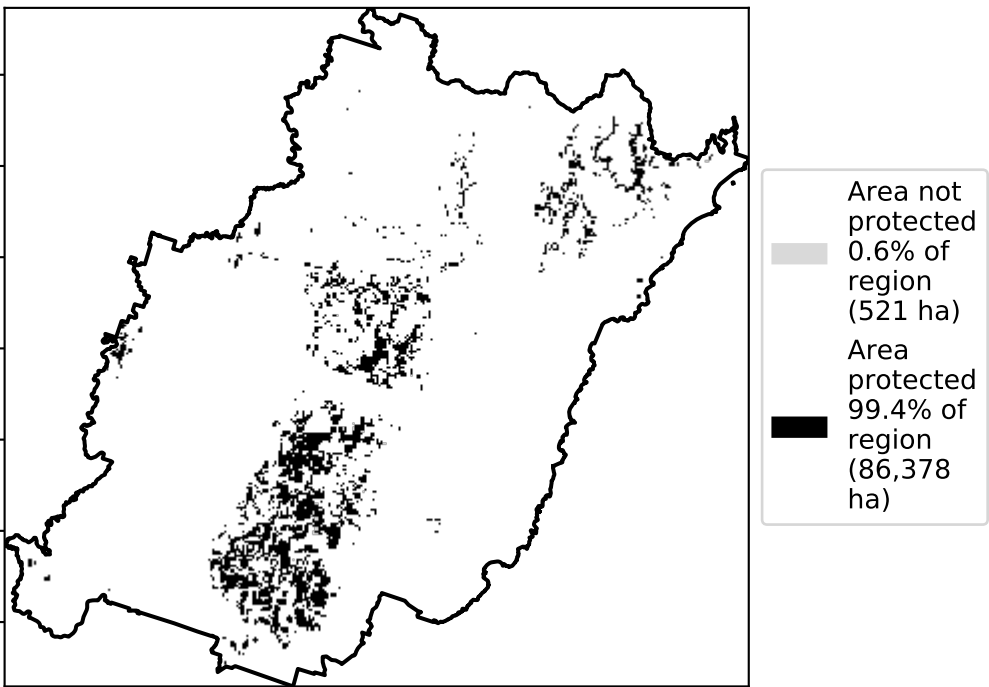 Area not
protected
0.6% of
region
(521 ha)
Area
protected
99.4% of
region
(86,378
ha)